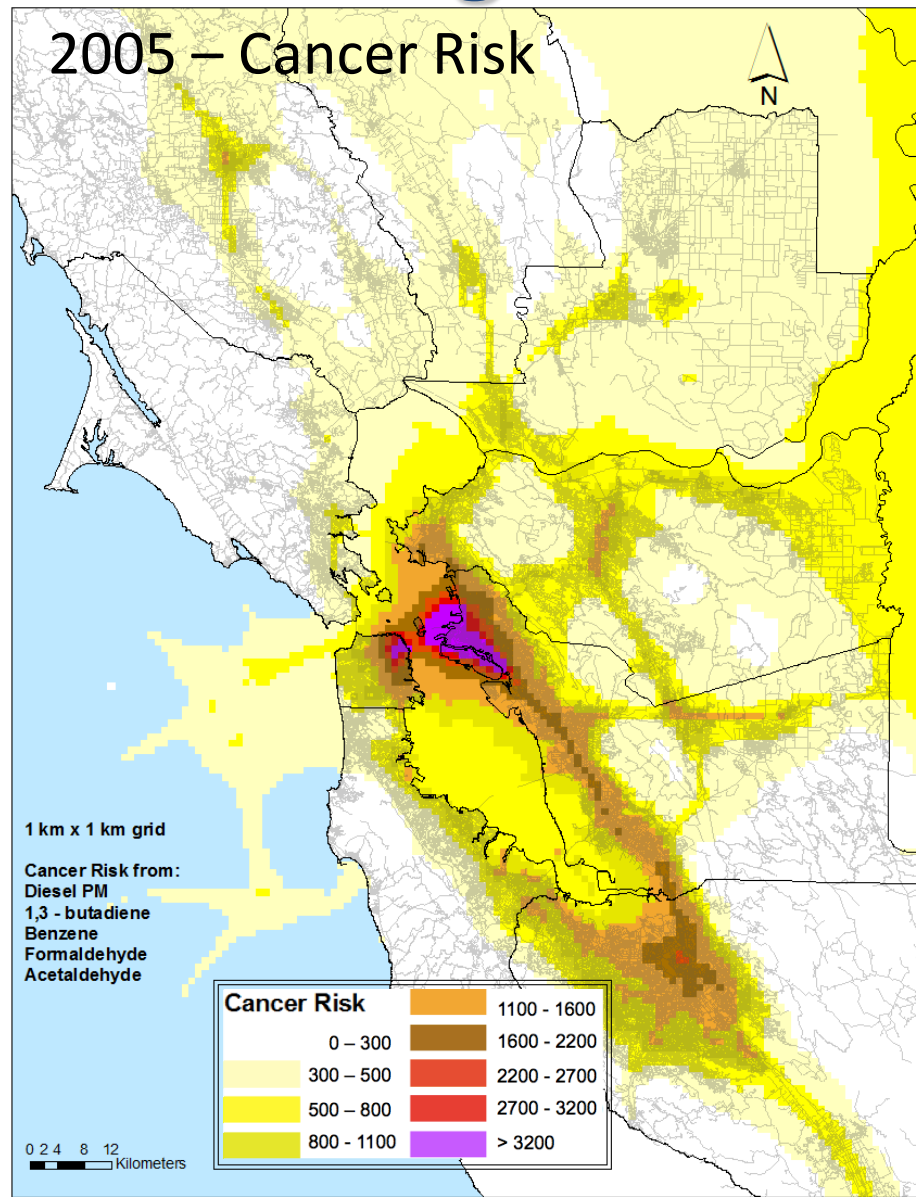 2005 – Cancer Risk
N
1 km x 1 km grid
Cancer Risk from:
Diesel PM
1,3 - butadiene
Benzene
Formaldehyde
Acetaldehyde
Cancer Risk
0 – 300
300 – 500
500 – 800
800 - 1100
1100 - 1600
1600 - 2200
2200 - 2700
2700 - 3200
> 3200
0 2 4 8 12
Kilometers